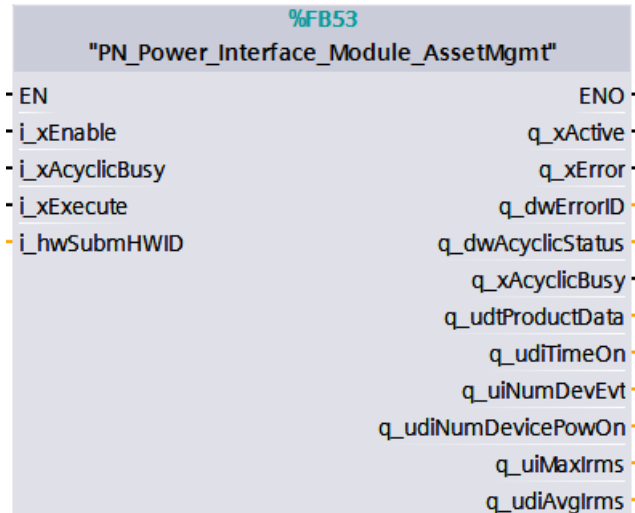 %FB53
"PN_Power_Interface_Module_AssetMgmt"
EN ENO
i_xEnable q_xActive
i_xAcyclicBusy q_xError
i_xExecute q_dwErrorID
i_hwSubmHWID q_dwAcyclicStatus
q_xAcyclicBusy
q_udtProductData
q_udiTimeOn
q_uiNumDevEvt
q_udiNumDevicePowOn
q_uiMaxIrms
q_udiAvgIrms